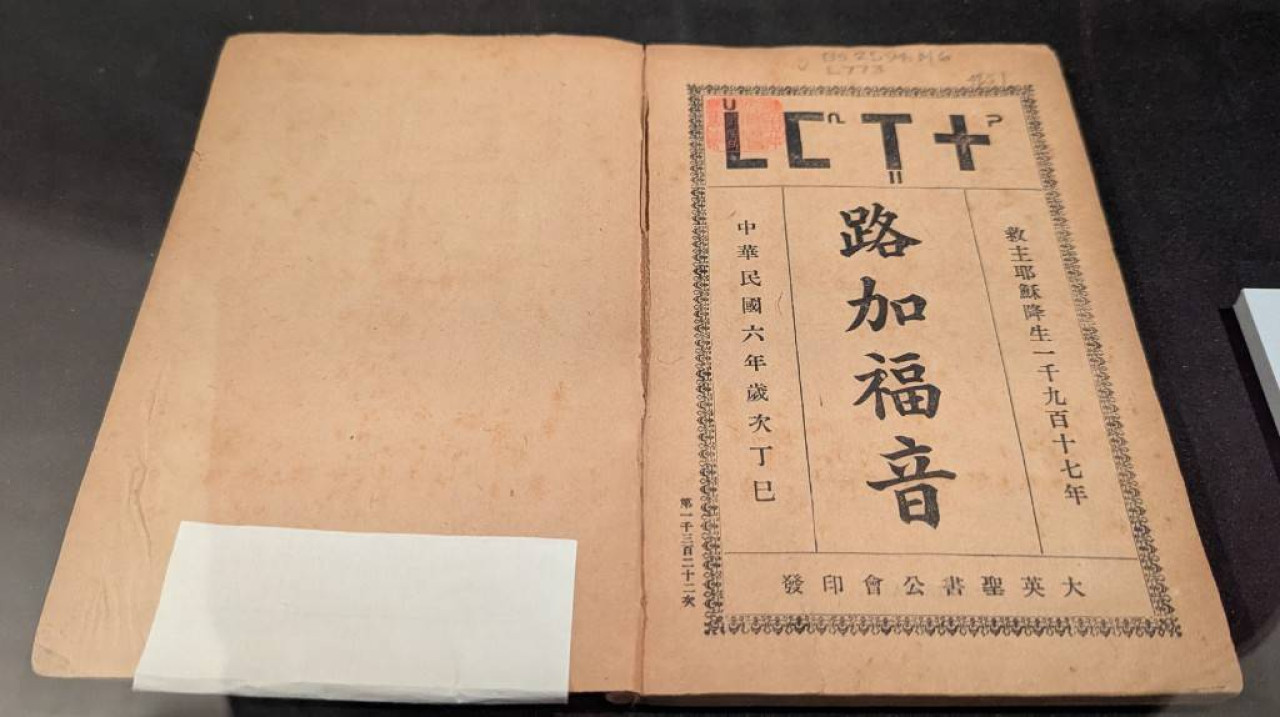 L773
救主耶穌降生一千九百十七年
路加福音
中華民國六年歲次丁巳
大英聖書公會印發
第一千三百二十二次